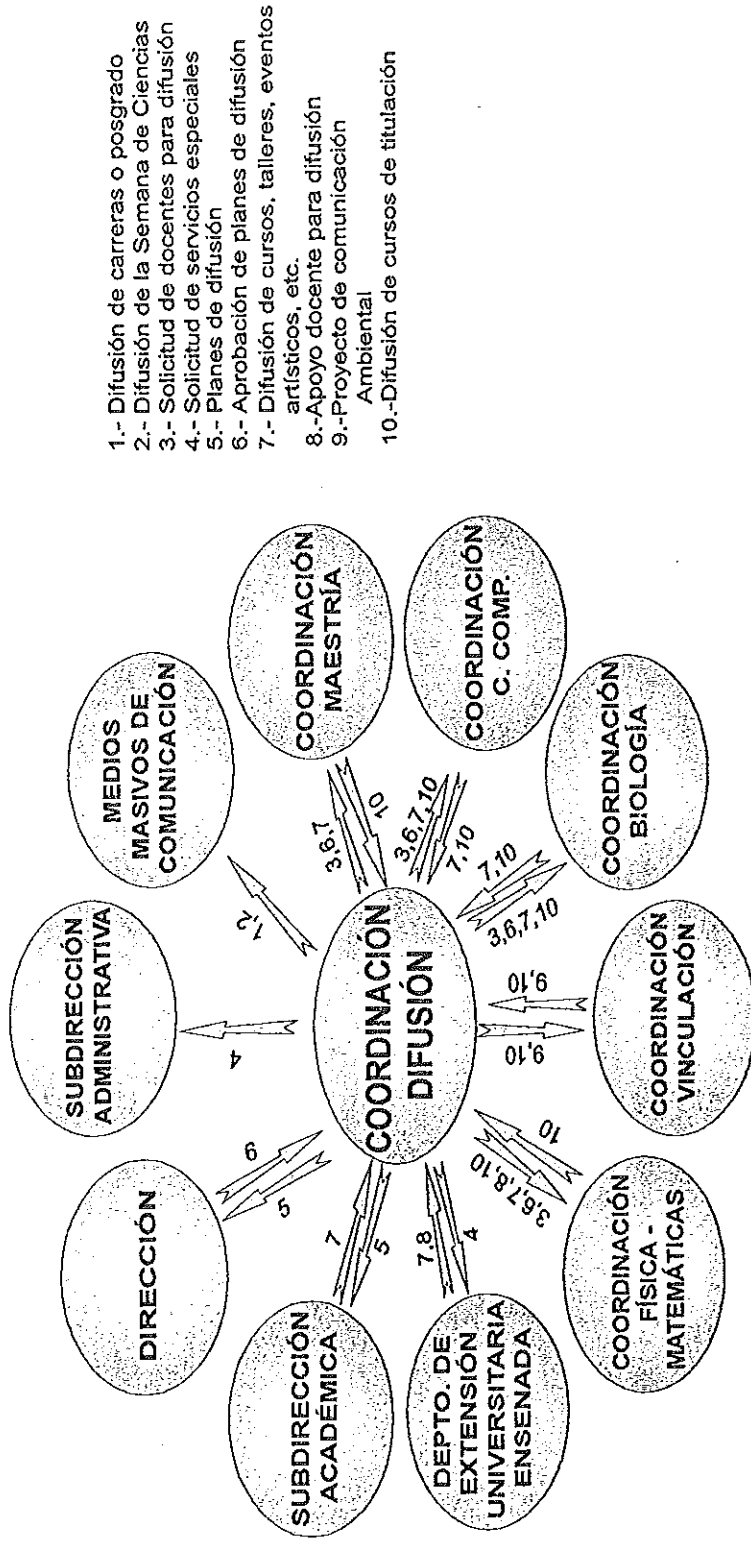 DIRECCIÓN
SUBDIRECCIÓN
ADMINISTRATIVA
MEDIOS
MASIVOS DE
COMUNICACIÓN
SUBDIRECCIÓN
ACADÉMICA
COORDINACIÓN
MAESTRÍA
DEPTO. DE
EXTENSIÓN
UNIVERSITARIA
ENSENADA
COORDINACIÓN
DIFUSIÓN
COORDINACIÓN
C. COMP.
COORDINACIÓN
FÍSICA -
MATEMÁTICAS
COORDINACIÓN
VINCULACIÓN
COORDINACIÓN
BIOLOGÍA
9
5
4
1,2
7
5
3,6,7
10
7,8
4
3,6,7,10
7,10
3,6,7,8,10
10
9,10
9,10
7,10
3,6,7,10
1.- Difusión de carreras o posgrado
2.- Difusión de la Semana de Ciencias
3.- Solicitud de docentes para difusión
4.- Solicitud de servicios especiales
5.- Planes de difusión
6.- Aprobación de planes de difusión
7.- Difusión de cursos, talleres, eventos
artísticos, etc.
8.-Apoyo docente para difusión
9.-Proyecto de comunicación
Ambiental
10.-Difusión de cursos de titulación